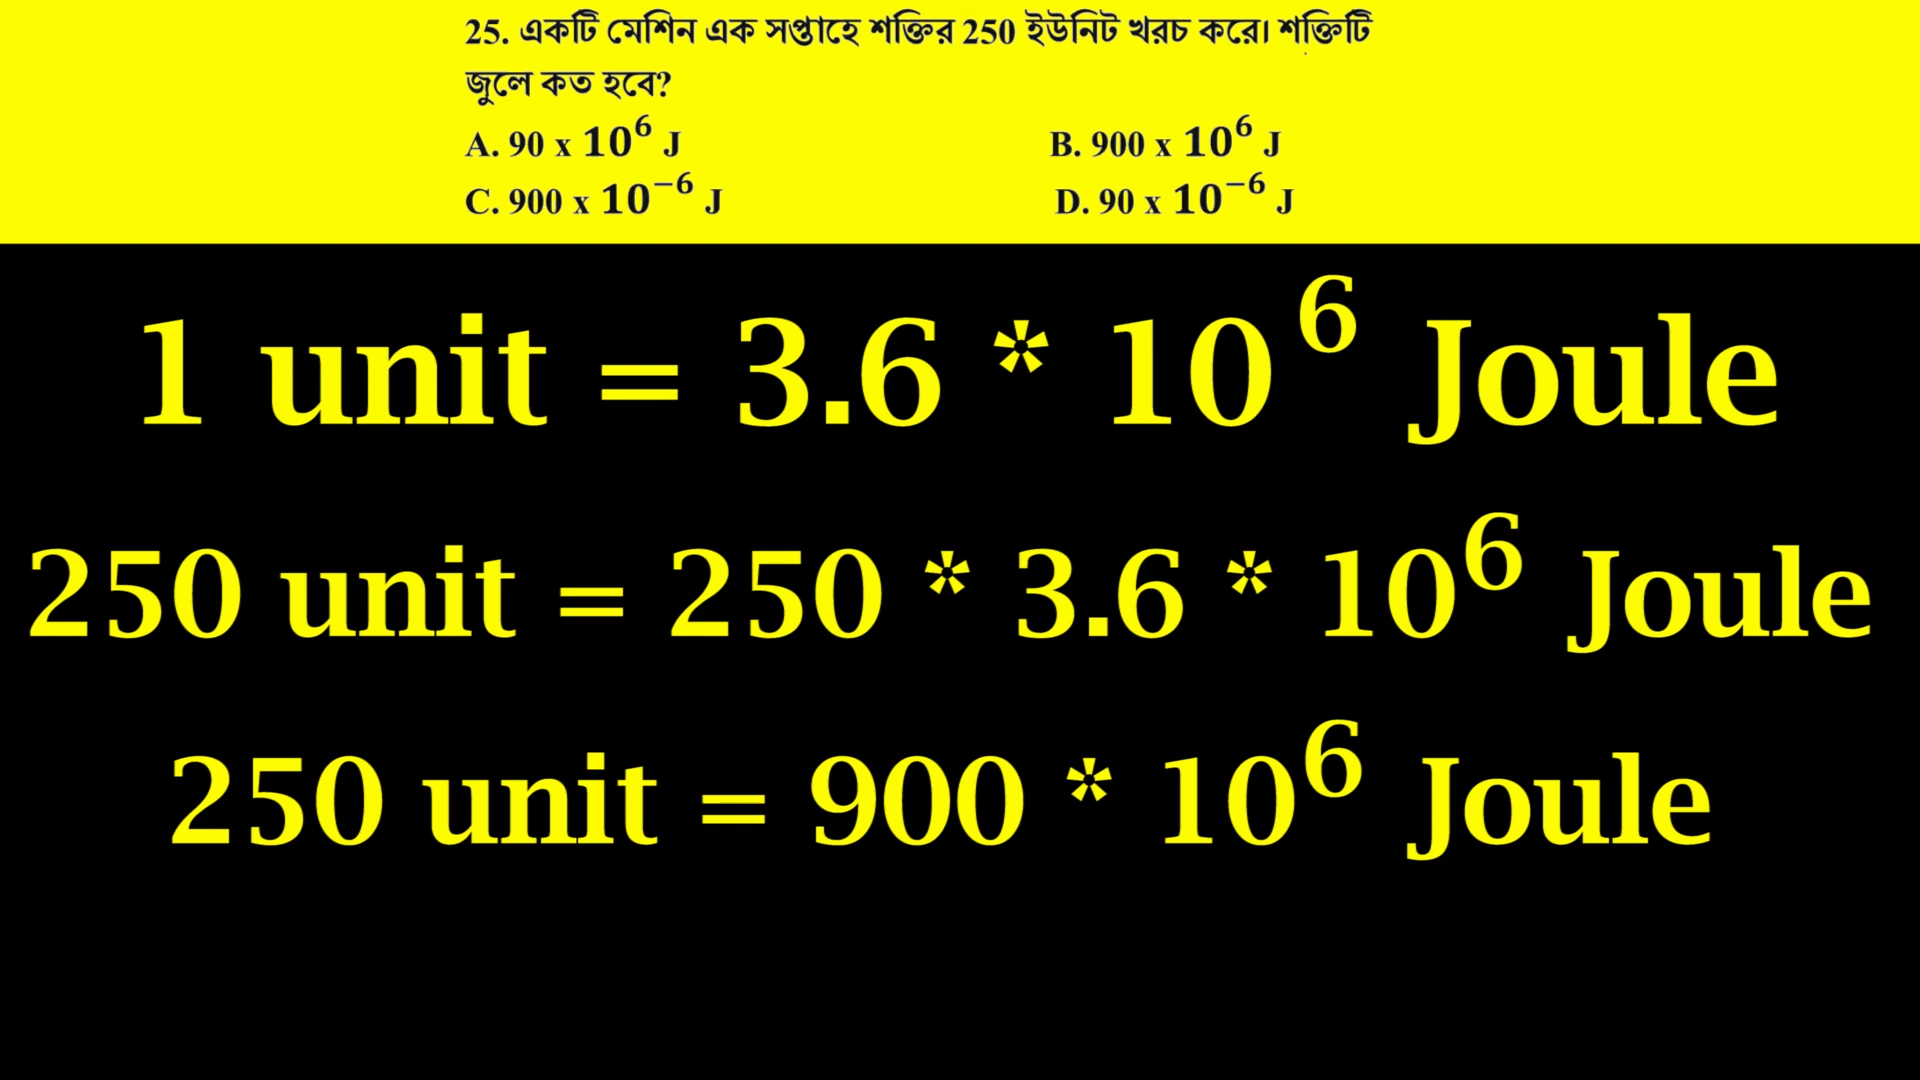 25. একটি মেশিন এক সপ্তাহে শক্তির 250 ইউনিট খরচ করে। শক্তিটি
জুলে কত হবে?
A. 90 x 10⁶ J B. 900 x 10⁶ J
C. 900 x 10⁻⁶ J D. 90 x 10⁻⁶ J
1 unit = 3.6 * 10⁶ Joule
250 unit = 250 * 3.6 * 10⁶ Joule
250 unit = 900 * 10⁶ Joule